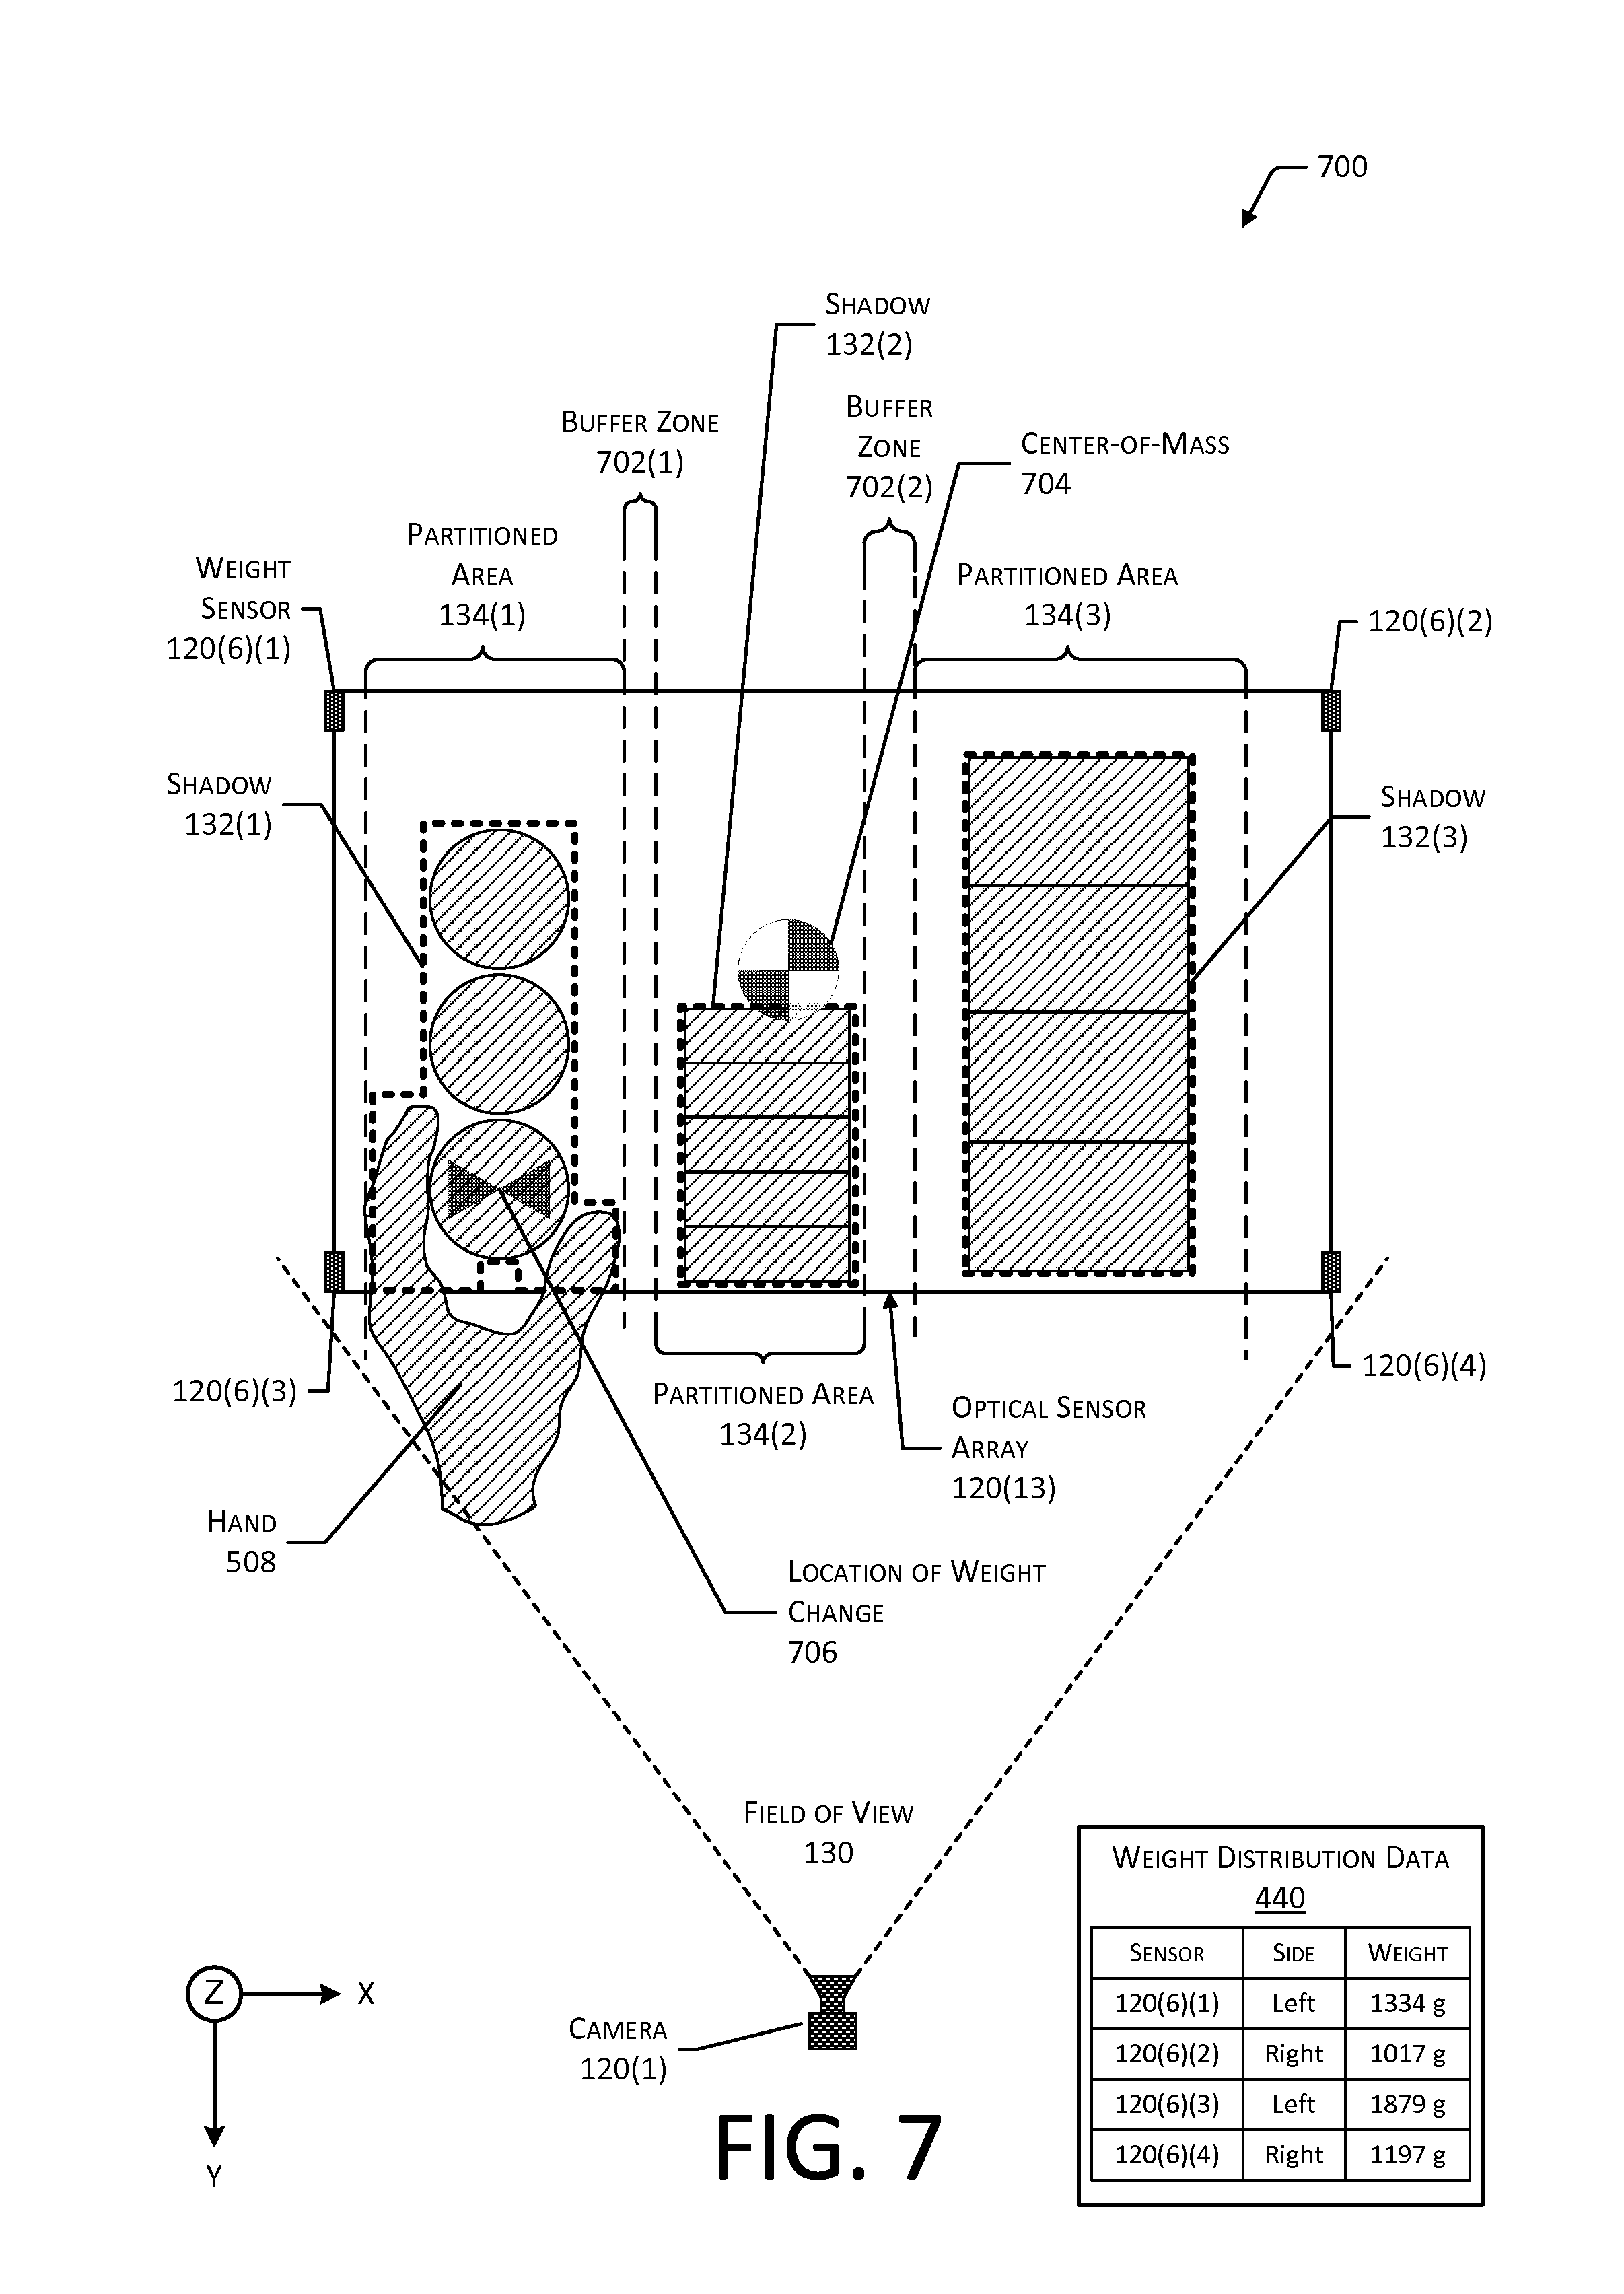 700
Shadow
132(2)
Buffer Zone
702(1)
Buffer
Zone
702(2)
Center-of-Mass
704
Partitioned
Area
134(1)
Partitioned Area
134(3)
Weight
Sensor
120(6)(1)
120(6)(2)
Shadow
132(1)
Shadow
132(3)
120(6)(3)
120(6)(4)
Partitioned Area
134(2)
Optical Sensor
Array
120(13)
Hand
508
Location of Weight
Change
706
Field of View
130
Weight Distribution Data
440
Sensor Side Weight
120(6)(1) Left 1334 g
120(6)(2) Right 1017 g
120(6)(3) Left 1879 g
120(6)(4) Right 1197 g
Z X
Y
Camera
120(1)
FIG. 7